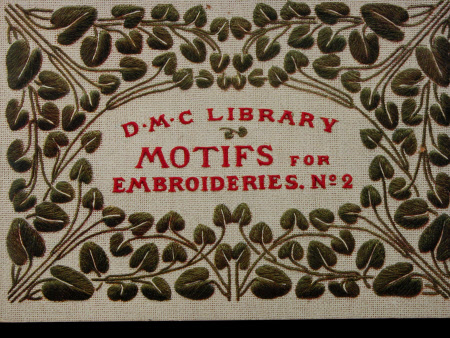 D·M·C LIBRARY
MOTIFS FOR
EMBROIDERIES. Nº 2